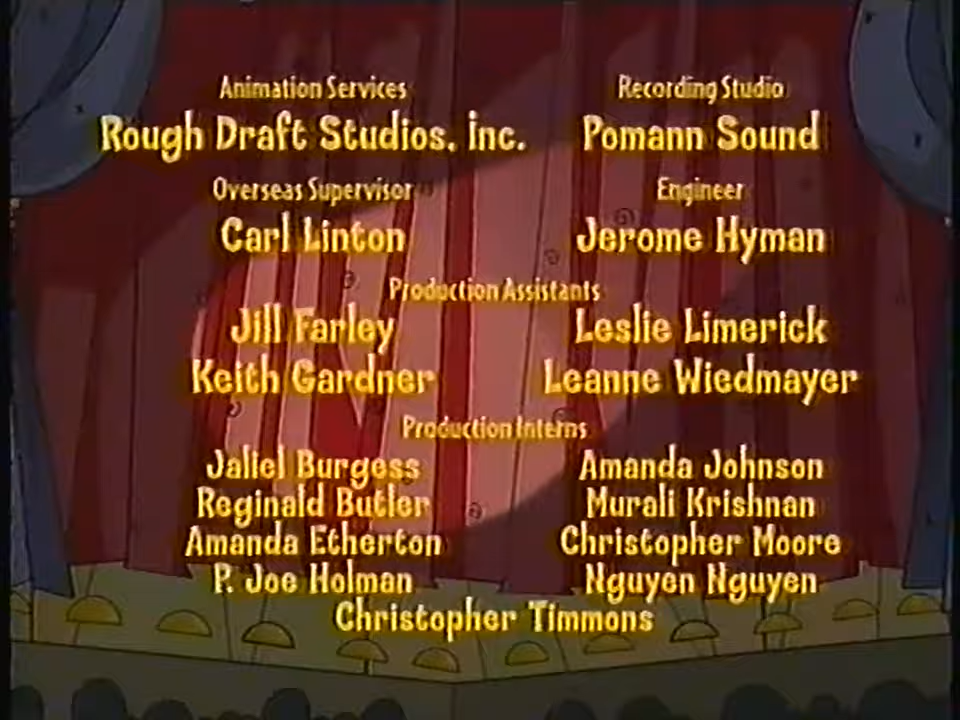 Animation Services
Rough Draft Studios, inc.
Recording Studio
Pomann Sound
Overseas Supervisor
Carl Linton
Engineer
Jerome Hyman
Production Assistants
Jill Farley
Leslie Limerick
Keith Gardner
Leanne Wiedmayer
Production Interns
Jaliel Burgess
Amanda Johnson
Reginald Butler
Murali Krishnan
Amanda Etherton
Christopher Moore
P. Joe Holman
Nguyen Nguyen
Christopher Timmons